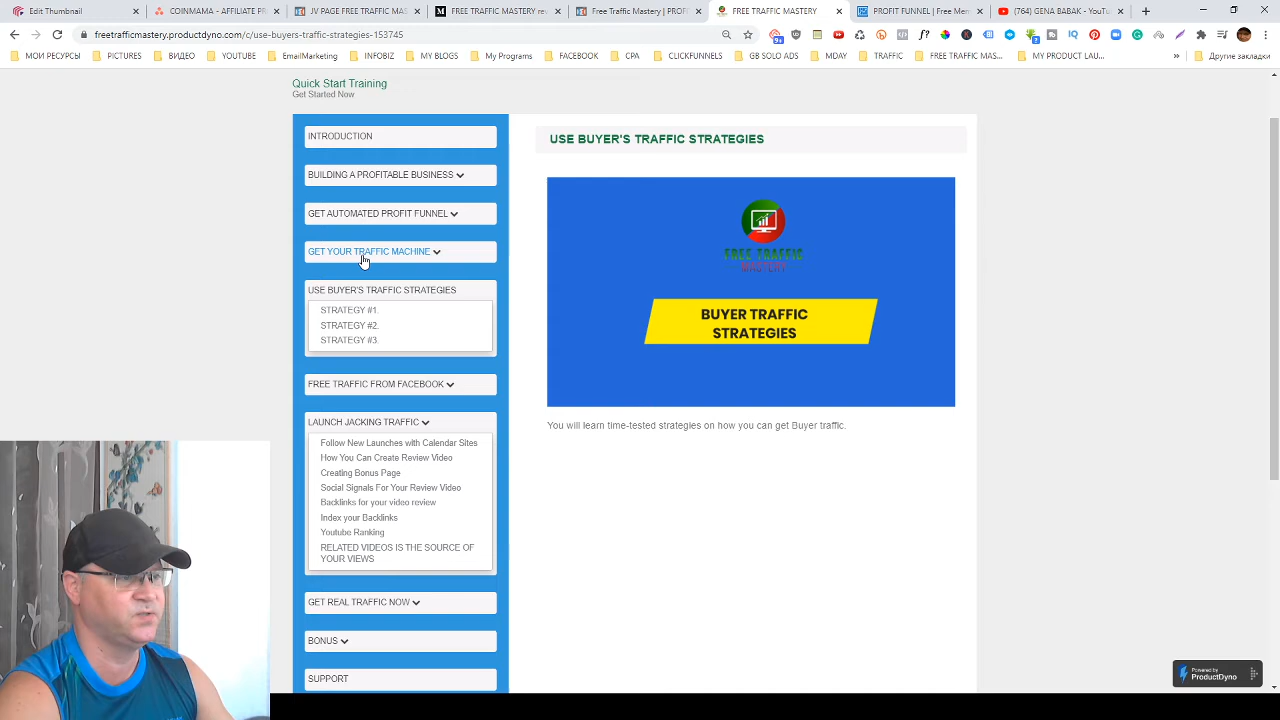 Edit Thumbnail
COINMAMA - AFFILIATE PR
JV PAGE FREE TRAFFIC MAS
FREE TRAFFIC MASTERY revi
Free Traffic Mastery | PROFI
FREE TRAFFIC MASTERY
PROFIT FUNNEL | Free Mem
(764) GENA BABAK - YouTu
freetrafficmastery.productdyno.com/c/use-buyers-traffic-strategies-153745
МОИ РЕСУРСЫ
PICTURES
ВИДЕО
YOUTUBE
EmailMarketing
INFOBIZ
MY BLOGS
My Programs
FACEBOOK
CPA
CLICKFUNNELS
GB SOLO ADS
MDAY
TRAFFIC
FREE TRAFFIC MAS...
MY PRODUCT LAU...
Другие закладки
Quick Start Training
Get Started Now
INTRODUCTION
BUILDING A PROFITABLE BUSINESS
GET AUTOMATED PROFIT FUNNEL
GET YOUR TRAFFIC MACHINE
USE BUYER'S TRAFFIC STRATEGIES
STRATEGY #1.
STRATEGY #2.
STRATEGY #3.
FREE TRAFFIC FROM FACEBOOK
LAUNCH JACKING TRAFFIC
Follow New Launches with Calendar Sites
How You Can Create Review Video
Creating Bonus Page
Social Signals For Your Review Video
Backlinks for your video review
Index your Backlinks
Youtube Ranking
RELATED VIDEOS IS THE SOURCE OF
YOUR VIEWS
GET REAL TRAFFIC NOW
BONUS
SUPPORT
USE BUYER'S TRAFFIC STRATEGIES
FREE TRAFFIC
MASTERY
BUYER TRAFFIC
STRATEGIES
You will learn time-tested strategies on how you can get Buyer traffic.
Powered by
ProductDyno